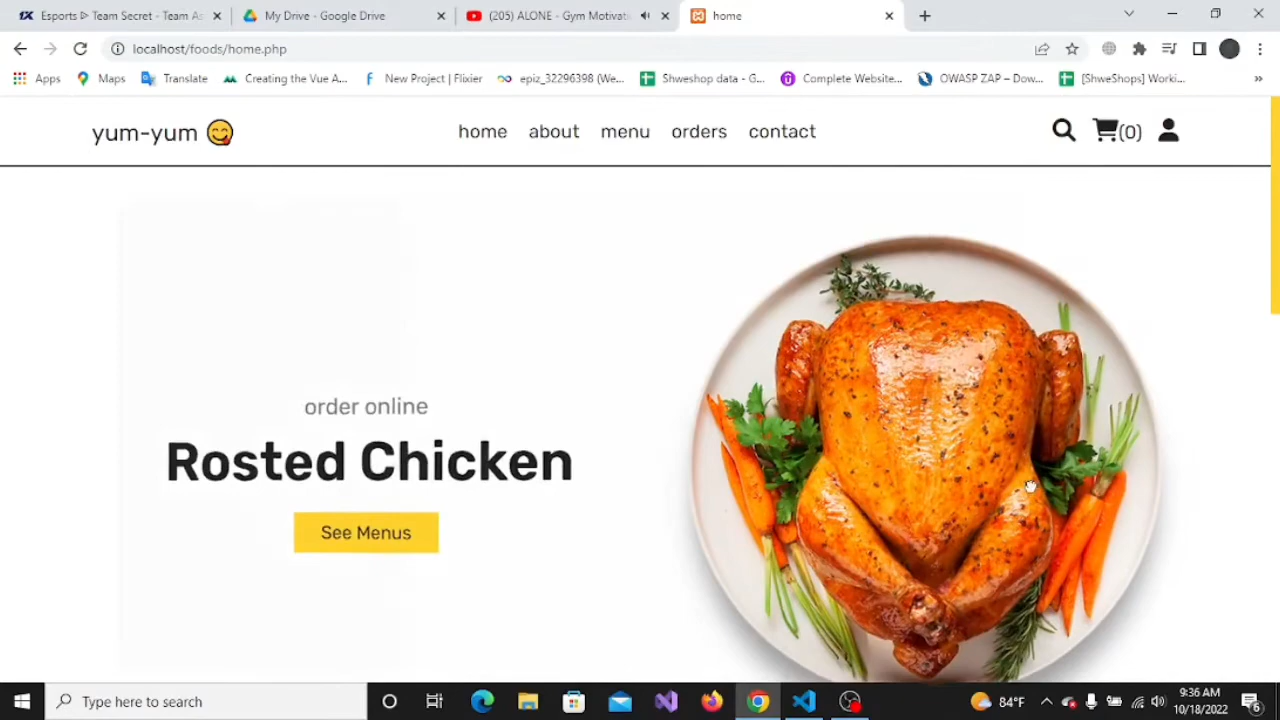 Esports ᐉ Team Secret - Team As
My Drive - Google Drive
(205) ALONE - Gym Motivat
home
localhost/foods/home.php
Apps
Maps
Translate
Creating the Vue A...
New Project | Flixier
epiz_32296398 (We...
Shweshop data - G...
Complete Website...
OWASP ZAP – Dow...
[ShweShops] Worki...
yum-yum 😋
home
about
menu
orders
contact
(0)
order online
Rosted Chicken
See Menus
Type here to search
84°F
9:36 AM
10/18/2022
6